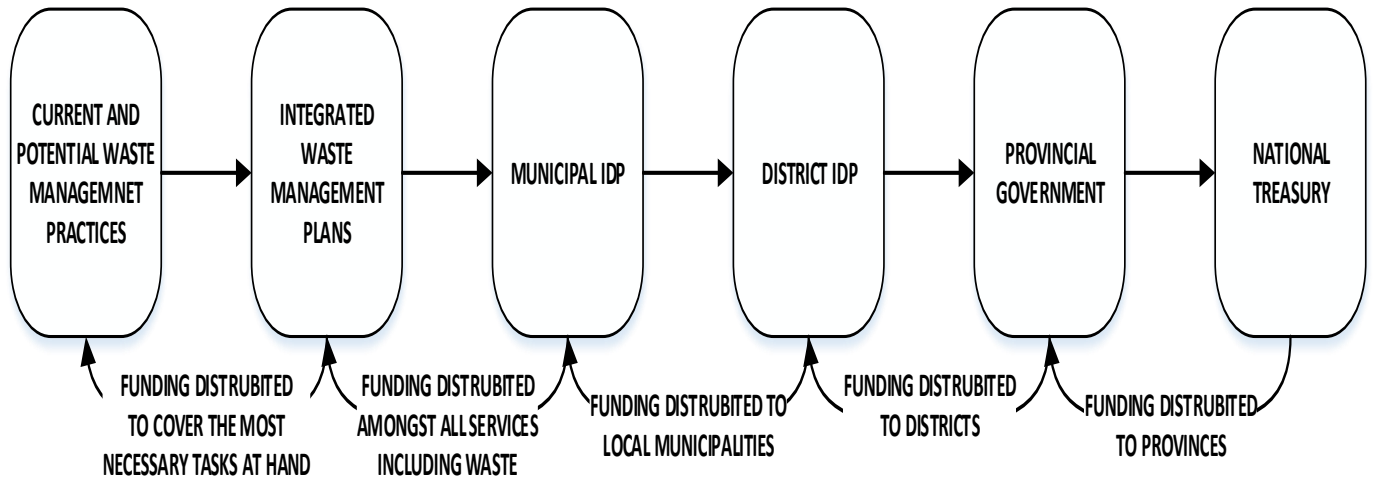 CURRENT AND
POTENTIAL WASTE
MANAGEMNET
PRACTICES
INTEGRATED
WASTE
MANAGEMENT
PLANS
MUNICIPAL IDP
DISTRICT IDP
PROVINCIAL
GOVERNMENT
NATIONAL
TREASURY
FUNDING DISTRUBITED
TO COVER THE MOST
NECESSARY TASKS AT HAND
FUNDING DISTRUBITED
AMONGST ALL SERVICES
INCLUDING WASTE
FUNDING DISTRUBITED TO
LOCAL MUNICIPALITIES
FUNDING DISTRUBITED
TO DISTRICTS
FUNDING DISTRUBITED
TO PROVINCES